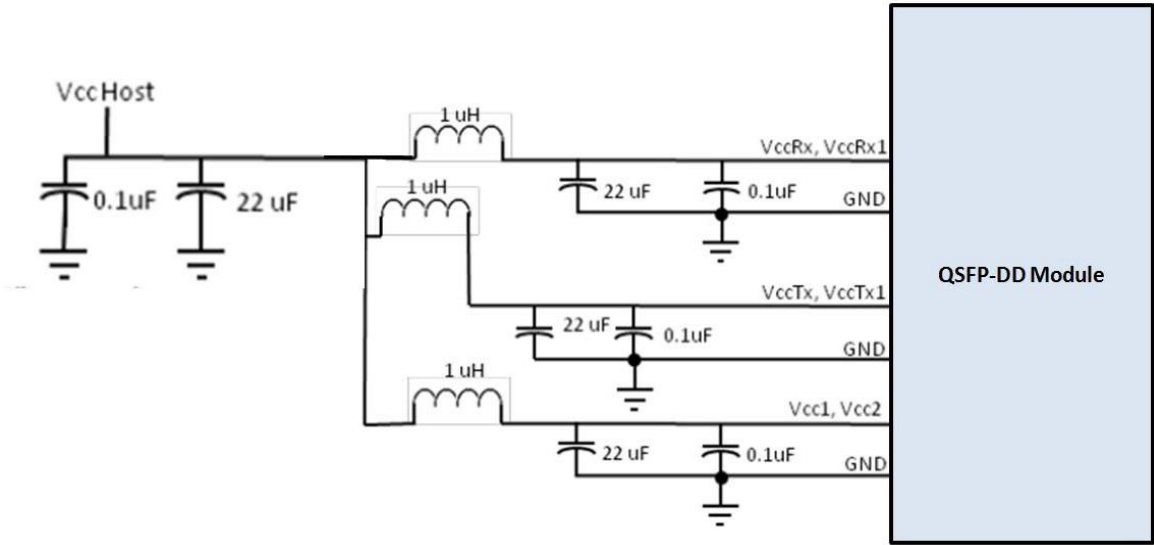 VccHost
1 uH
VccRx, VccRx1
0.1uF
22 uF
1 uH
22 uF
0.1uF
GND
QSFP-DD Module
VccTx, VccTx1
22 uF
0.1uF
GND
1 uH
Vcc1, Vcc2
22 uF
0.1uF
GND